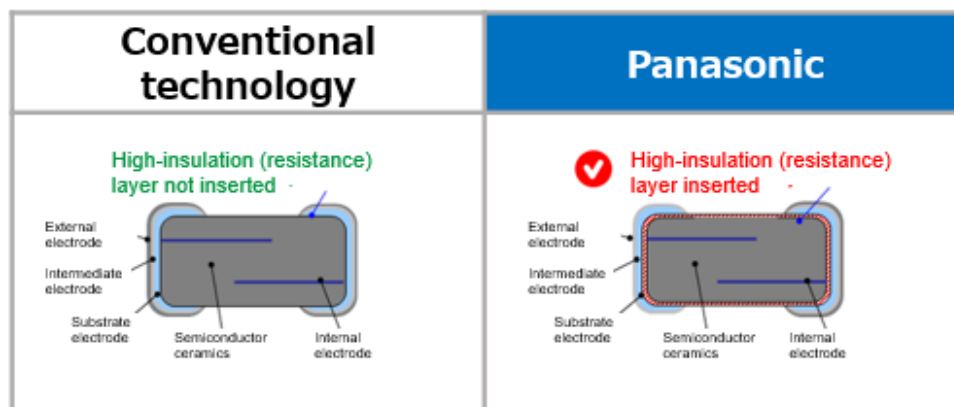 Conventional
technology
Panasonic
High-insulation (resistance)
layer not inserted
External
electrode
Intermediate
electrode
Substrate
electrode
Semiconductor
ceramics
Internal
electrode
High-insulation (resistance)
layer inserted
External
electrode
Intermediate
electrode
Substrate
electrode
Semiconductor
ceramics
Internal
electrode